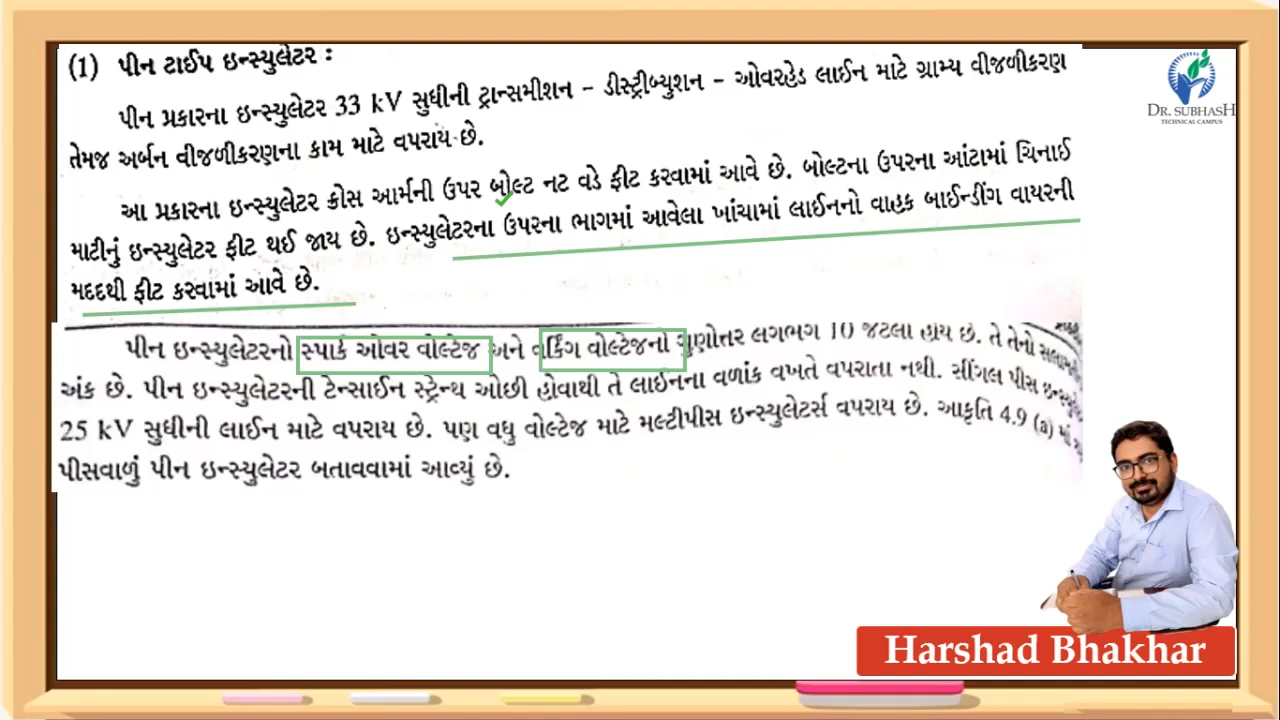 (1) પીન ટાઈપ ઇન્સ્યુલેટર :
પીન પ્રકારના ઇન્સ્યુલેટર 33 kV સુધીની ટ્રાન્સમીશન – ડીસ્ટ્રીબ્યુશન – ઓવરહેડ લાઈન માટે ગ્રામ્ય વીજળીકરણ
તેમજ અર્બન વીજળીકરણના કામ માટે વપરાય છે.
આ પ્રકારના ઇન્સ્યુલેટર ક્રોસ આર્મની ઉપર બોલ્ટ નટ વડે ફીટ કરવામાં આવે છે. બોલ્ટના ઉપરના આંટામાં ચિનાઈ
માટીનું ઇન્સ્યુલેટર ફીટ થઈ જાય છે. ઇન્સ્યુલેટરના ઉપરના ભાગમાં આવેલા ખાંચામાં લાઈનનો વાહક બાઈન્ડીંગ વાયરની
મદદથી ફીટ કરવામાં આવે છે.
પીન ઇન્સ્યુલેટરનો સ્પાર્ક ઓવર વોલ્ટેજ અને વર્કિંગ વોલ્ટેજનો ગુણોત્તર લગભગ 10 જેટલો હોય છે. તે તેનો સલામતી
અંક છે. પીન ઇન્સ્યુલેટરની ટેન્સાઈન સ્ટ્રેન્થ ઓછી હોવાથી તે લાઈનના વળાંક વખતે વપરાતા નથી. સીંગલ પીસ
25 kV સુધીની લાઈન માટે વપરાય છે. પણ વધુ વોલ્ટેજ માટે મલ્ટીપીસ ઇન્સ્યુલેટર્સ વપરાય છે. આકૃતિ 4.9 (a) માં
પીસવાળું પીન ઇન્સ્યુલેટર બતાવવામાં આવ્યું છે.
DR. SUBHASH
TECHNICAL CAMPUS
Harshad Bhakhar